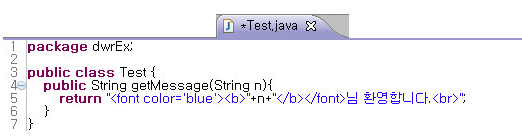 *Test.java
1 package dwrEx;
2
3 public class Test {
4 public String getMessage(String n){
5 return "<font color='blue'><b>"+n+"</b></font>님 환영합니다.<br>";
6 }
7 }